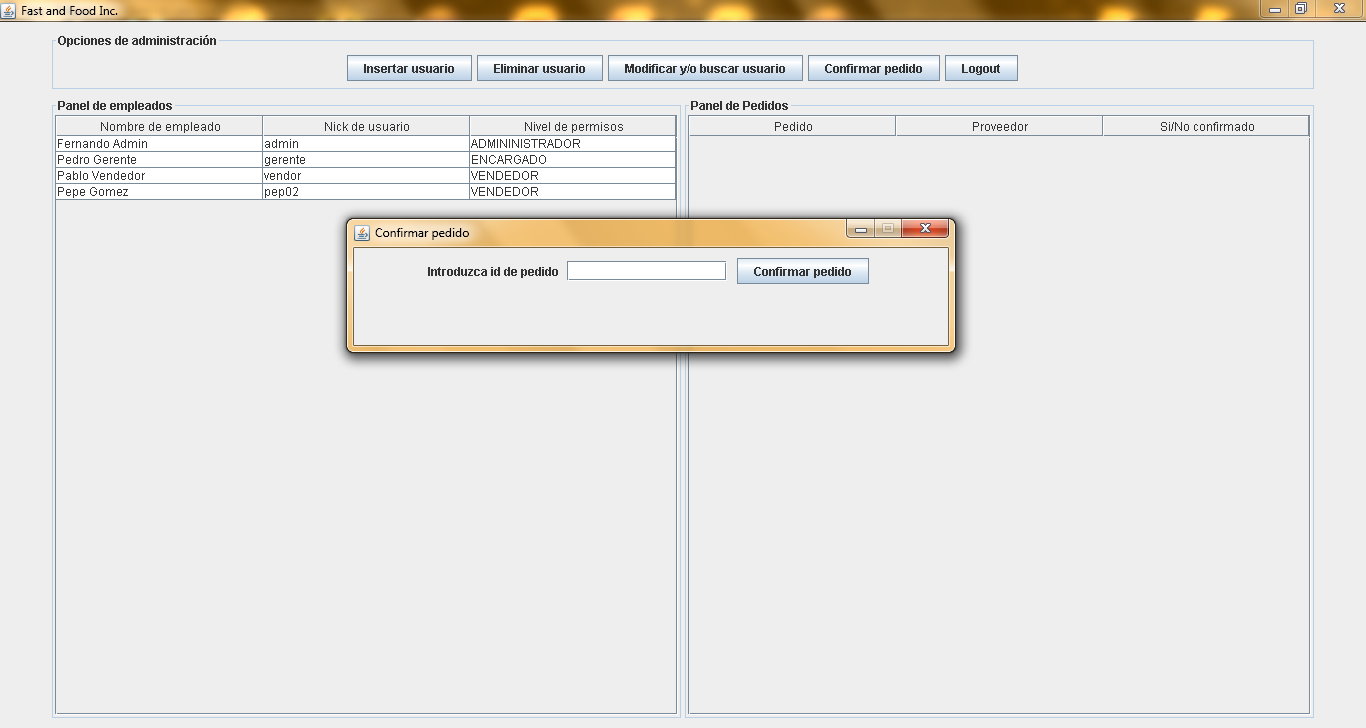 Fast and Food Inc.
Opciones de administración
Insertar usuario Eliminar usuario Modificar y/o buscar usuario Confirmar pedido Logout
Panel de empleados
Nombre de empleado Nick de usuario Nivel de permisos
Fernando Admin admin ADMININISTRADOR
Pedro Gerente gerente ENCARGADO
Pablo Vendedor vendor VENDEDOR
Pepe Gomez pep02 VENDEDOR
Panel de Pedidos
Pedido Proveedor Si/No confirmado
Confirmar pedido
Introduzca id de pedido Confirmar pedido